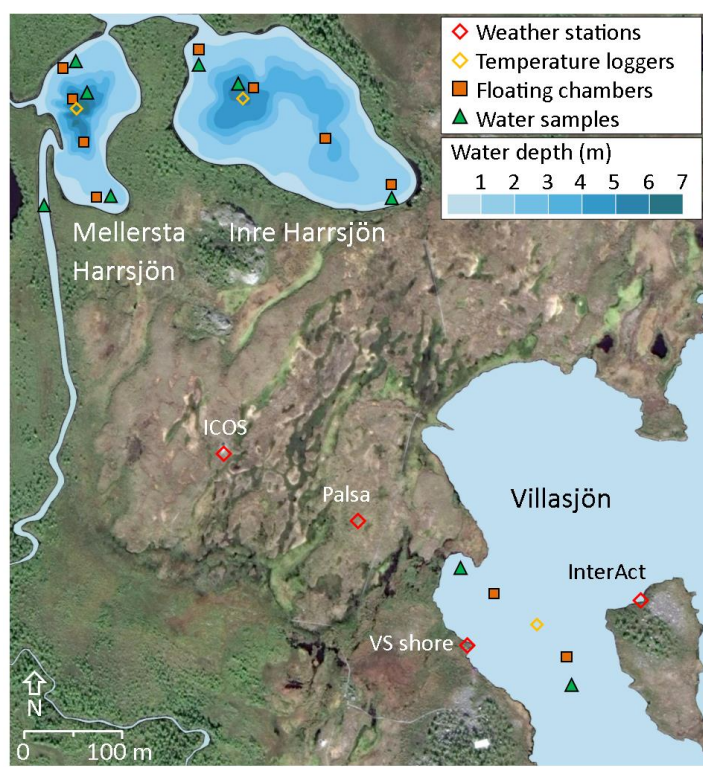 Weather stations
Temperature loggers
Floating chambers
Water samples
Water depth (m)
1 2 3 4 5 6 7
Mellersta
Harrsjön
Inre Harrsjön
ICOS
Palsa
Villasjön
InterAct
VS shore
N
0 100 m